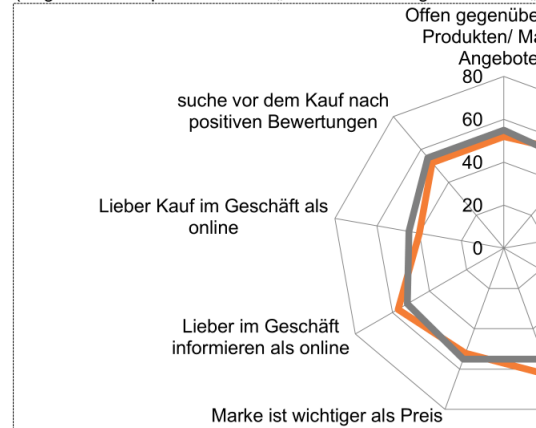 Offen gegenübe
Produkten/ Ma
Angebote
80
suche vor dem Kauf nach
positiven Bewertungen
60
40
Lieber Kauf im Geschäft als
online
20
0
Lieber im Geschäft
informieren als online
Marke ist wichtiger als Preis